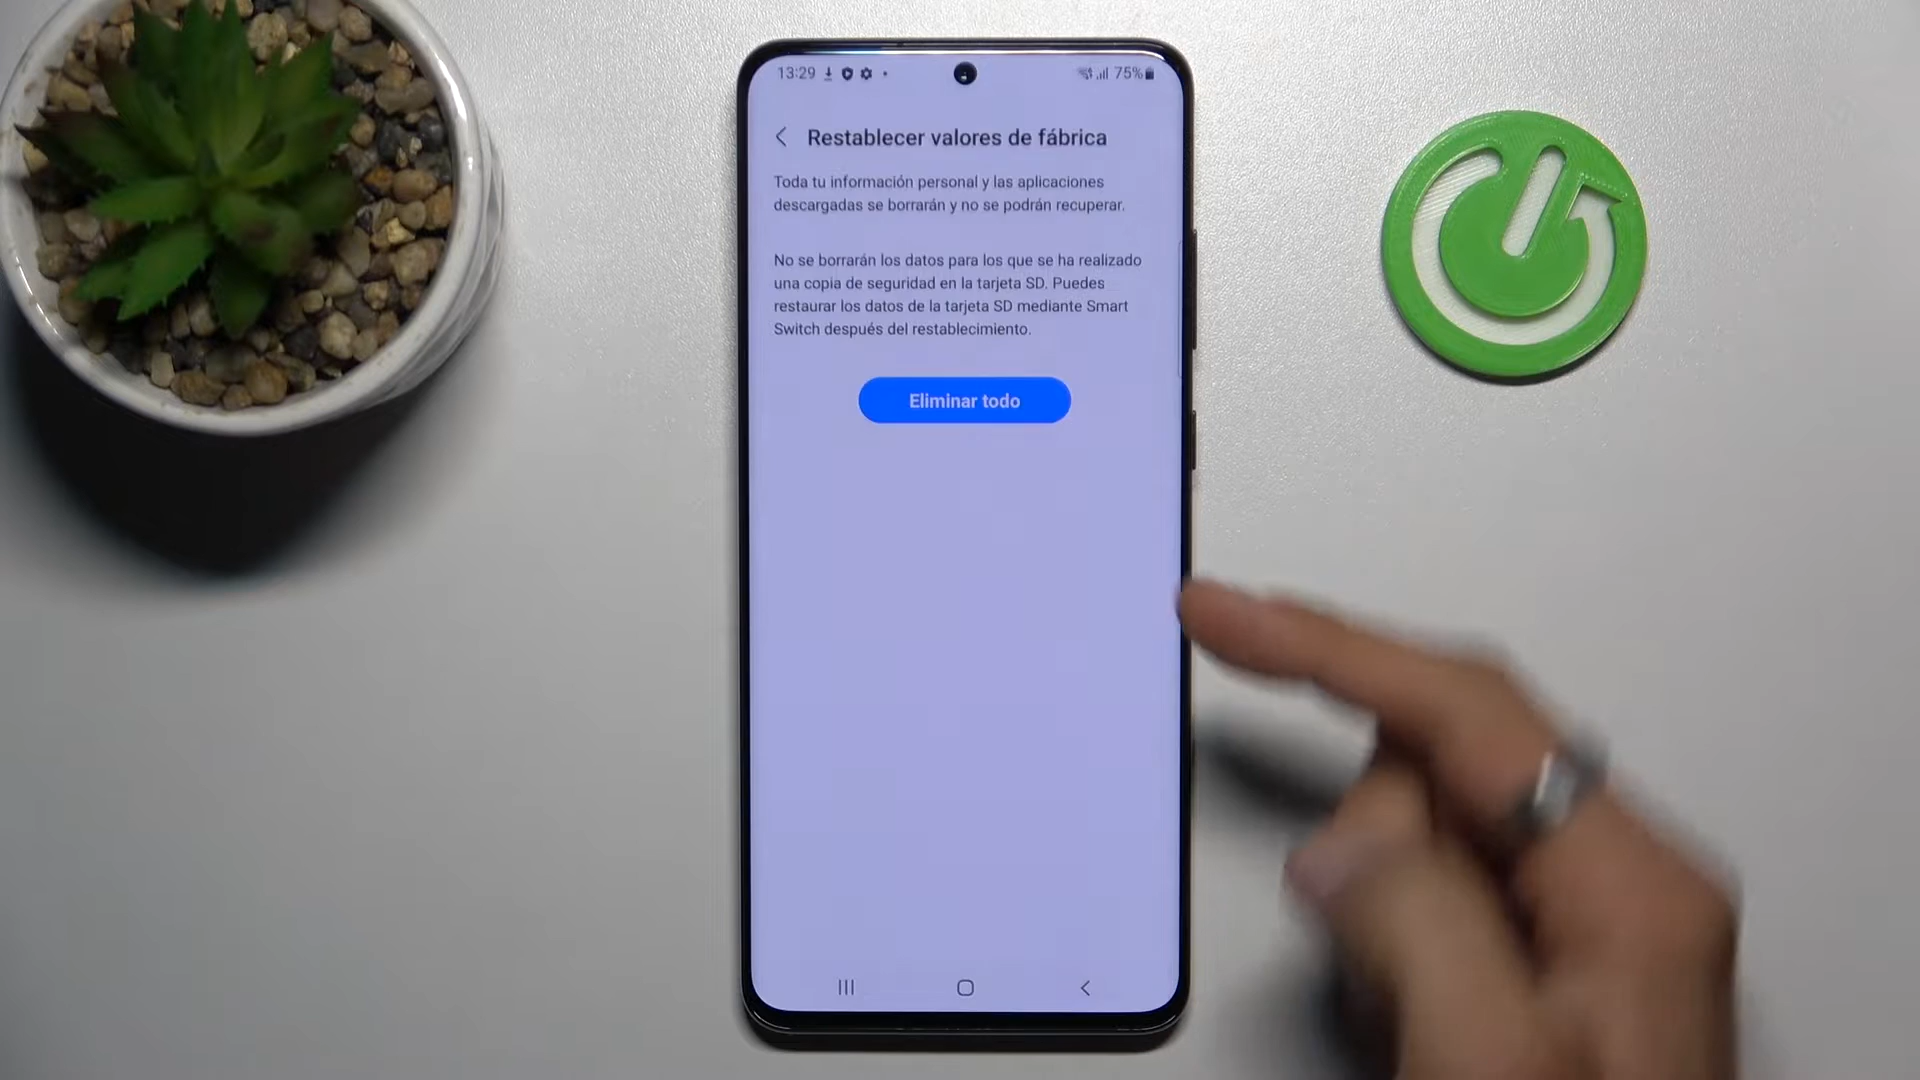 13:29 75%
Restablecer valores de fábrica
Toda tu información personal y las aplicaciones
descargadas se borrarán y no se podrán recuperar.
No se borrarán los datos para los que se ha realizado
una copia de seguridad en la tarjeta SD. Puedes
restaurar los datos de la tarjeta SD mediante Smart
Switch después del restablecimiento.
Eliminar todo